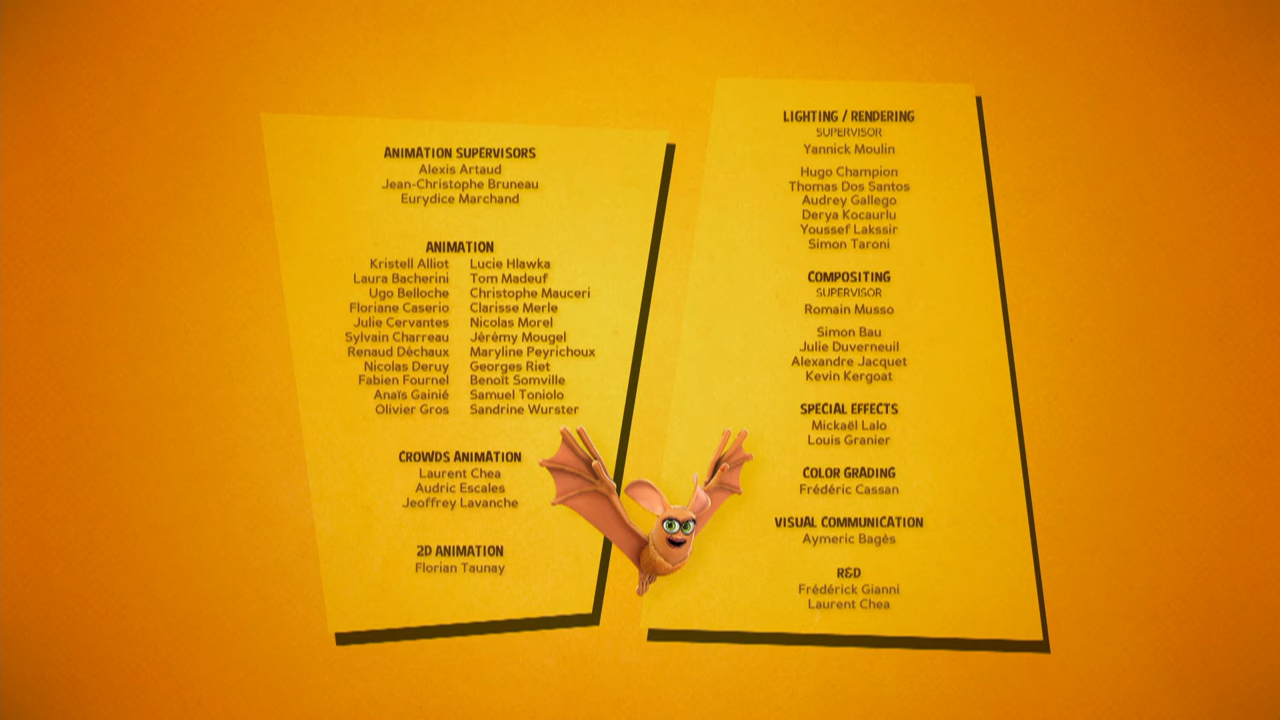 ANIMATION SUPERVISORS
Alexis Artaud
Jean-Christophe Bruneau
Eurydice Marchand
ANIMATION
Kristell Alliot Lucie Hlawka
Laura Bacherini Tom Madeuf
Ugo Belloche Christophe Mauceri
Floriane Caserio Clarisse Merle
Julie Cervantes Nicolas Morel
Sylvain Charreau Jérémy Mougel
Renaud Déchaux Maryline Peyrichoux
Nicolas Deruy Georges Riet
Fabien Fournel Benoît Somville
Anaïs Gainié Samuel Toniolo
Olivier Gros Sandrine Wurster
CROWDS ANIMATION
Laurent Chea
Audric Escales
Jeoffrey Lavanche
2D ANIMATION
Florian Taunay
LIGHTING / RENDERING
SUPERVISOR
Yannick Moulin
Hugo Champion
Thomas Dos Santos
Audrey Gallego
Derya Kocaurlu
Youssef Lakssir
Simon Taroni
COMPOSITING
SUPERVISOR
Romain Musso
Simon Bau
Julie Duverneuil
Alexandre Jacquet
Kevin Kergoat
SPECIAL EFFECTS
Mickaël Lalo
Louis Granier
COLOR GRADING
Frédéric Cassan
VISUAL COMMUNICATION
Aymeric Bagès
R&D
Frédérick Gianni
Laurent Chea